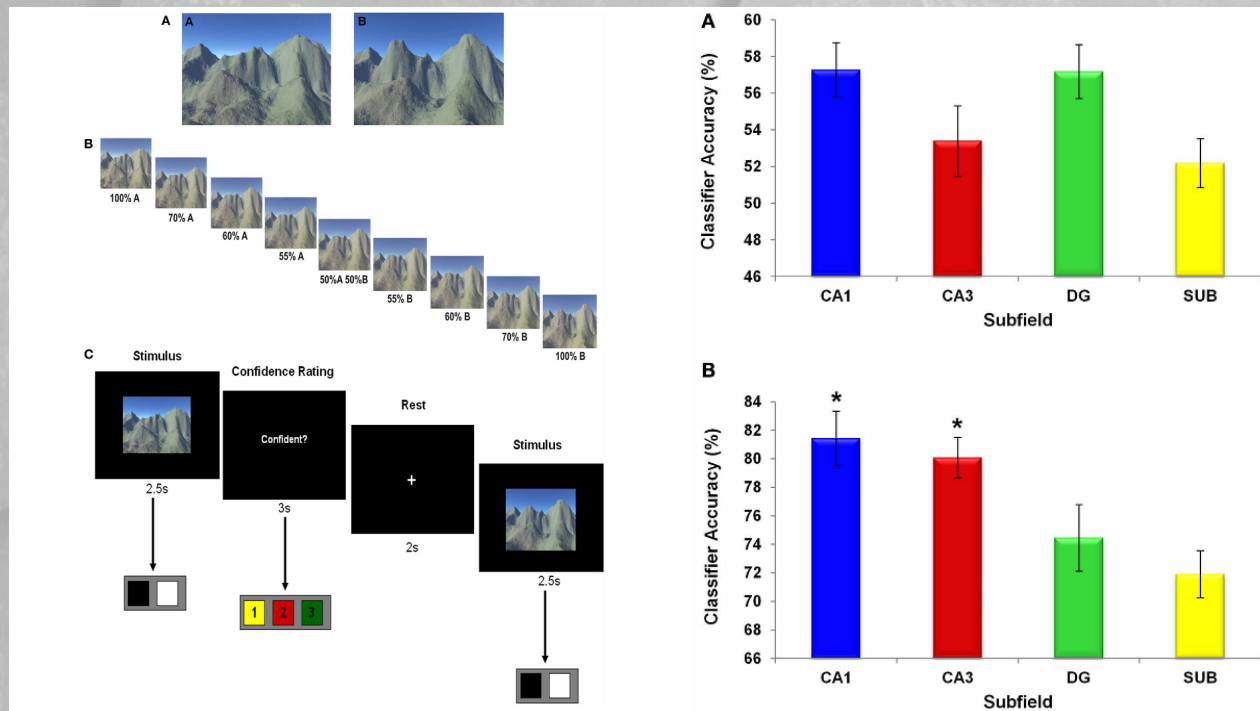 A
A
B
B
100% A
70% A
60% A
55% A
50%A 50%B
55% B
60% B
70% B
100% B
C
Stimulus
Confidence Rating
Rest
Stimulus
Confident?
+
2.5s
3s
2s
2.5s
1 2 3
A
Classifier Accuracy (%)
60
58
56
54
52
50
48
46
CA1 CA3 DG SUB
Subfield
B
Classifier Accuracy (%)
84
82
80
78
76
74
72
70
68
66
*
*
CA1 CA3 DG SUB
Subfield